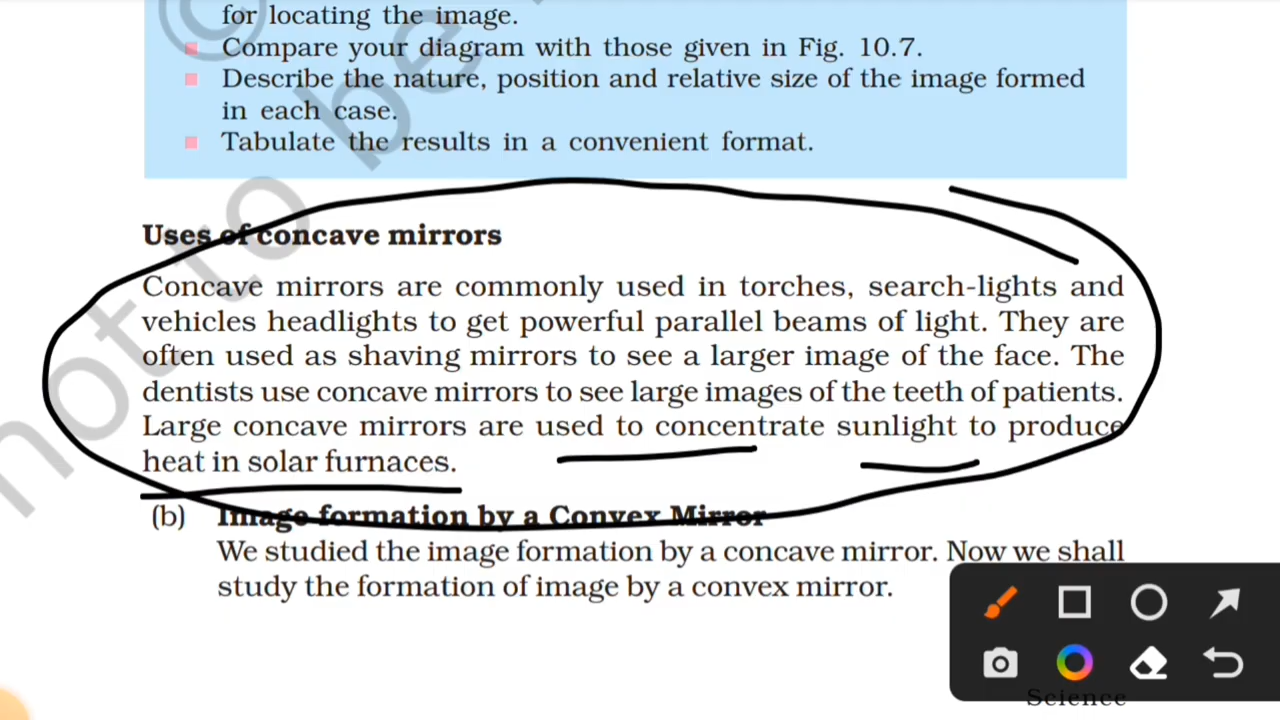 for locating the image.
Compare your diagram with those given in Fig. 10.7.
Describe the nature, position and relative size of the image formed
in each case.
Tabulate the results in a convenient format.
Uses of concave mirrors
Concave mirrors are commonly used in torches, search-lights and
vehicles headlights to get powerful parallel beams of light. They are
often used as shaving mirrors to see a larger image of the face. The
dentists use concave mirrors to see large images of the teeth of patients.
Large concave mirrors are used to concentrate sunlight to produce
heat in solar furnaces.
(b) Image formation by a Convex Mirror
We studied the image formation by a concave mirror. Now we shall
study the formation of image by a convex mirror.
Science
© not to be